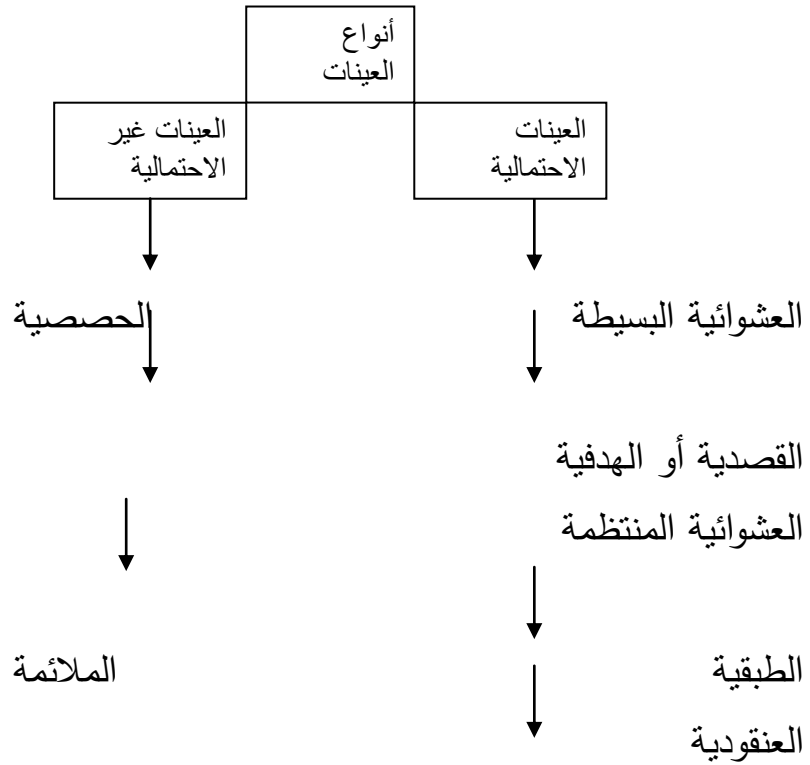 أنواع
العينات
العينات
الاحتمالية
العينات غير
الاحتمالية
العشوائية البسيطة
الحصصية
القصدية أو الهدفية
العشوائية المنتظمة
الطبقية
الملائمة
العنقودية